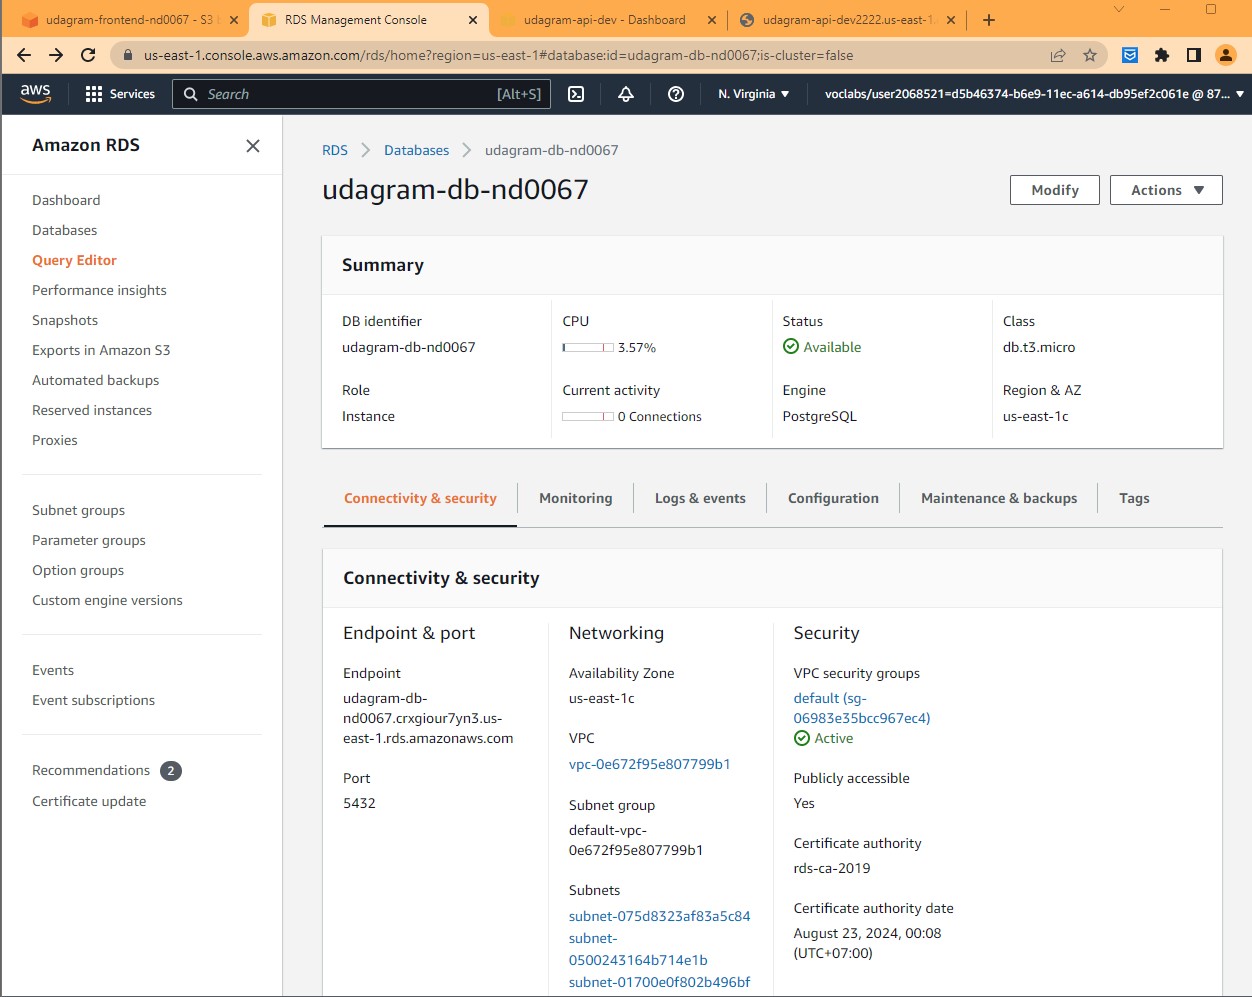 udagram-frontend-nd0067 - S3 b
RDS Management Console
udagram-api-dev - Dashboard
udagram-api-dev2222.us-east-1.
us-east-1.console.aws.amazon.com/rds/home?region=us-east-1#database:id=udagram-db-nd0067;is-cluster=false
aws
Services
Search
[Alt+S]
N. Virginia
voclabs/user2068521=d5b46374-b6e9-11ec-a614-db95ef2c061e @ 87...
Amazon RDS
Dashboard
Databases
Query Editor
Performance insights
Snapshots
Exports in Amazon S3
Automated backups
Reserved instances
Proxies
Subnet groups
Parameter groups
Option groups
Custom engine versions
Events
Event subscriptions
Recommendations 2
Certificate update
RDS > Databases > udagram-db-nd0067
udagram-db-nd0067
Modify
Actions
Summary
DB identifier
udagram-db-nd0067
CPU
3.57%
Status
Available
Class
db.t3.micro
Role
Instance
Current activity
0 Connections
Engine
PostgreSQL
Region & AZ
us-east-1c
Connectivity & security
Monitoring
Logs & events
Configuration
Maintenance & backups
Tags
Connectivity & security
Endpoint & port
Endpoint
udagram-db-
nd0067.crxgiour7yn3.us-
east-1.rds.amazonaws.com
Port
5432
Networking
Availability Zone
us-east-1c
VPC
vpc-0e672f95e807799b1
Subnet group
default-vpc-
0e672f95e807799b1
Subnets
subnet-075d8323af83a5c84
subnet-
0500243164b714e1b
subnet-01700e0f802b496bf
Security
VPC security groups
default (sg-
06983e35bcc967ec4)
Active
Publicly accessible
Yes
Certificate authority
rds-ca-2019
Certificate authority date
August 23, 2024, 00:08
(UTC+07:00)